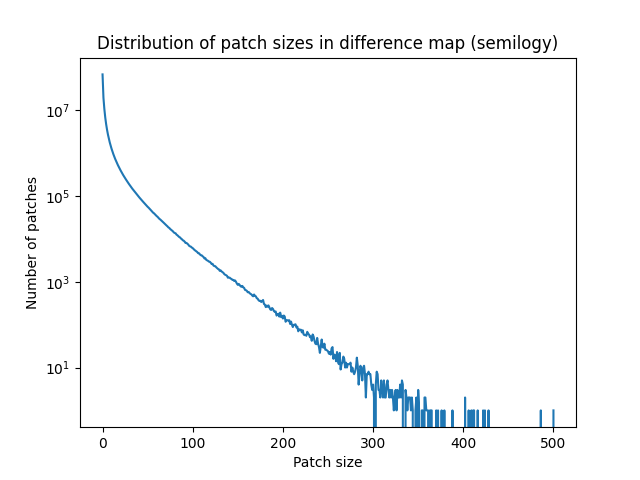 Distribution of patch sizes in difference map (semilogy)
Number of patches
10^7
10^5
10^3
10^1
0 100 200 300 400 500
Patch size